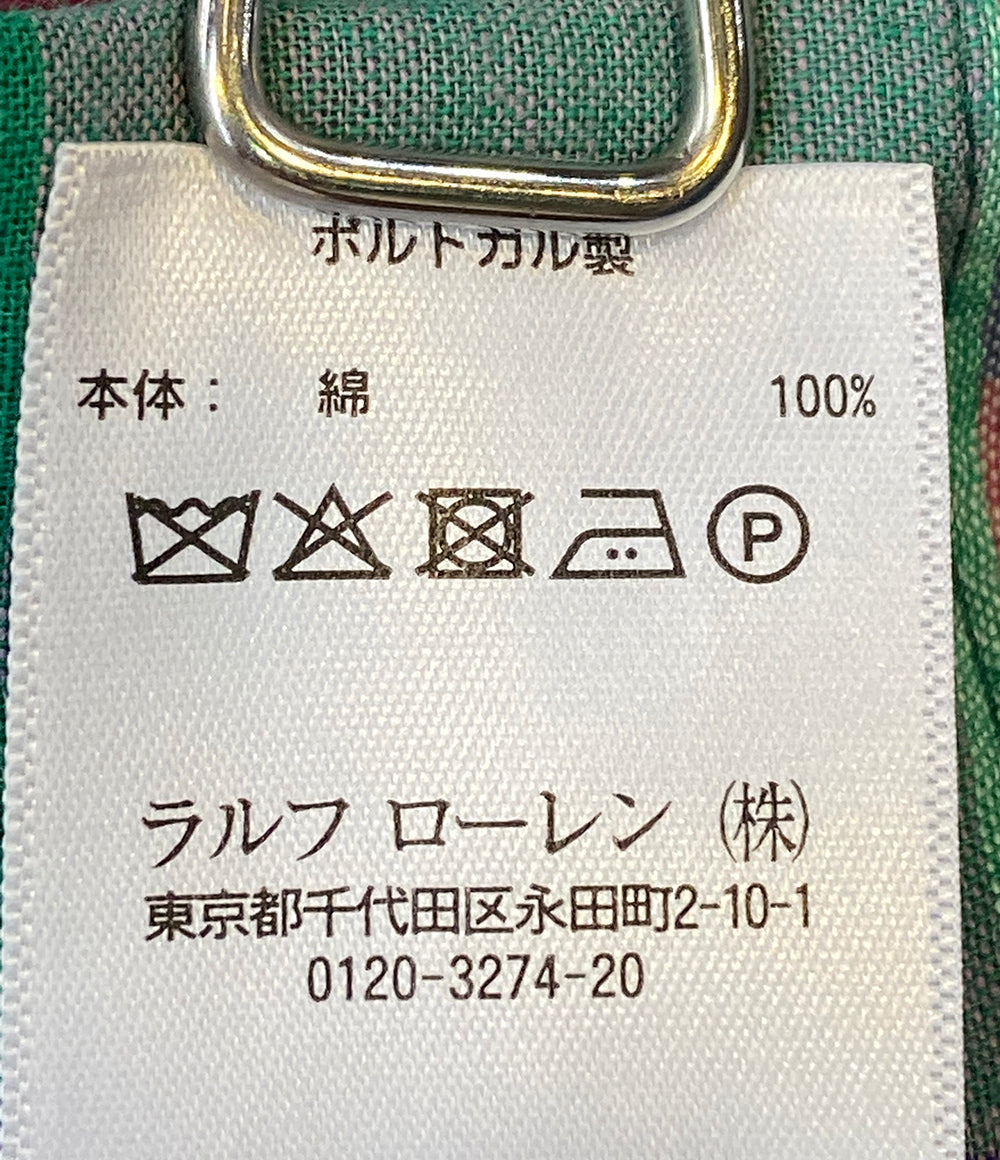 ポルトガル製
本体： 綿 100%
P
ラルフ ローレン (株)
東京都千代田区永田町2-10-1
0120-3274-20